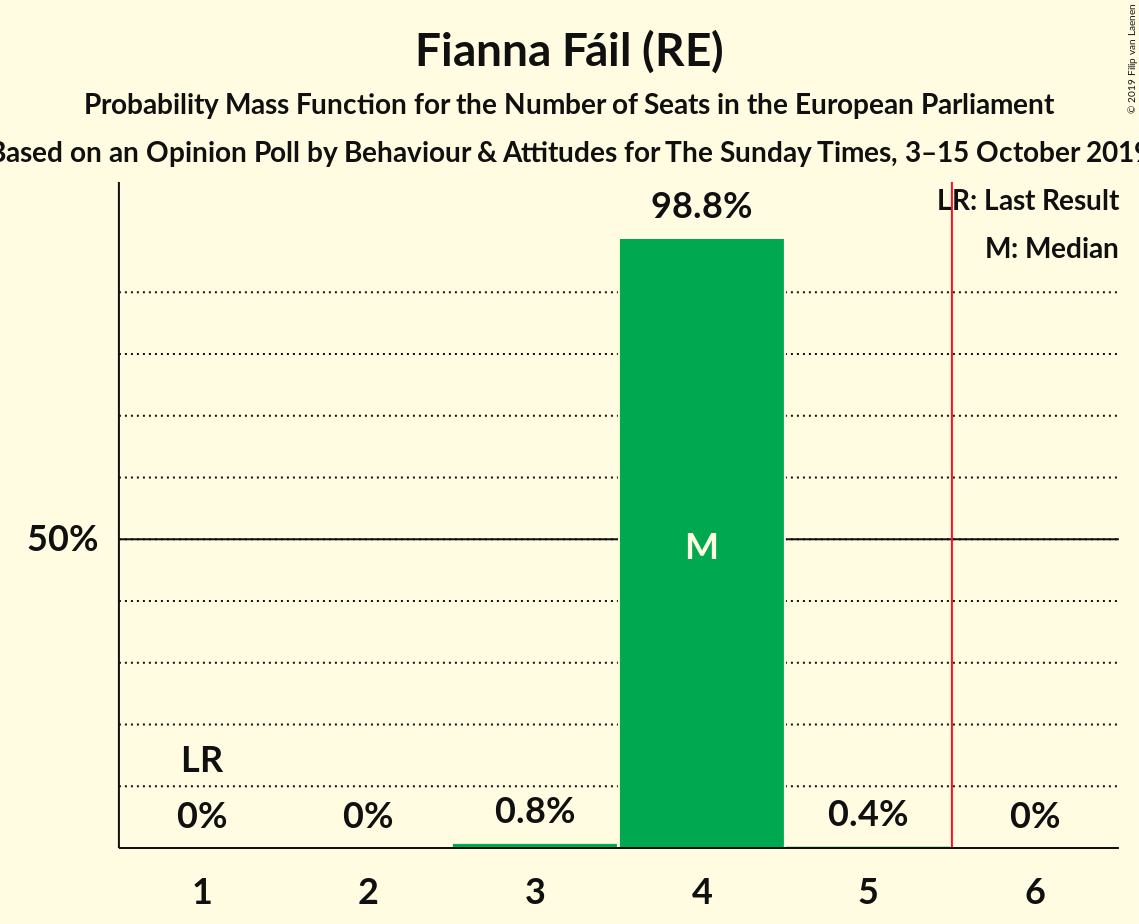 Fianna Fáil (RE)
Probability Mass Function for the Number of Seats in the European Parliament
Based on an Opinion Poll by Behaviour & Attitudes for The Sunday Times, 3–15 October 2019
© 2019 Filip van Laenen
98.8%
LR: Last Result
M: Median
50%
M
LR
0%
0%
0.8%
0.4%
0%
1
2
3
4
5
6